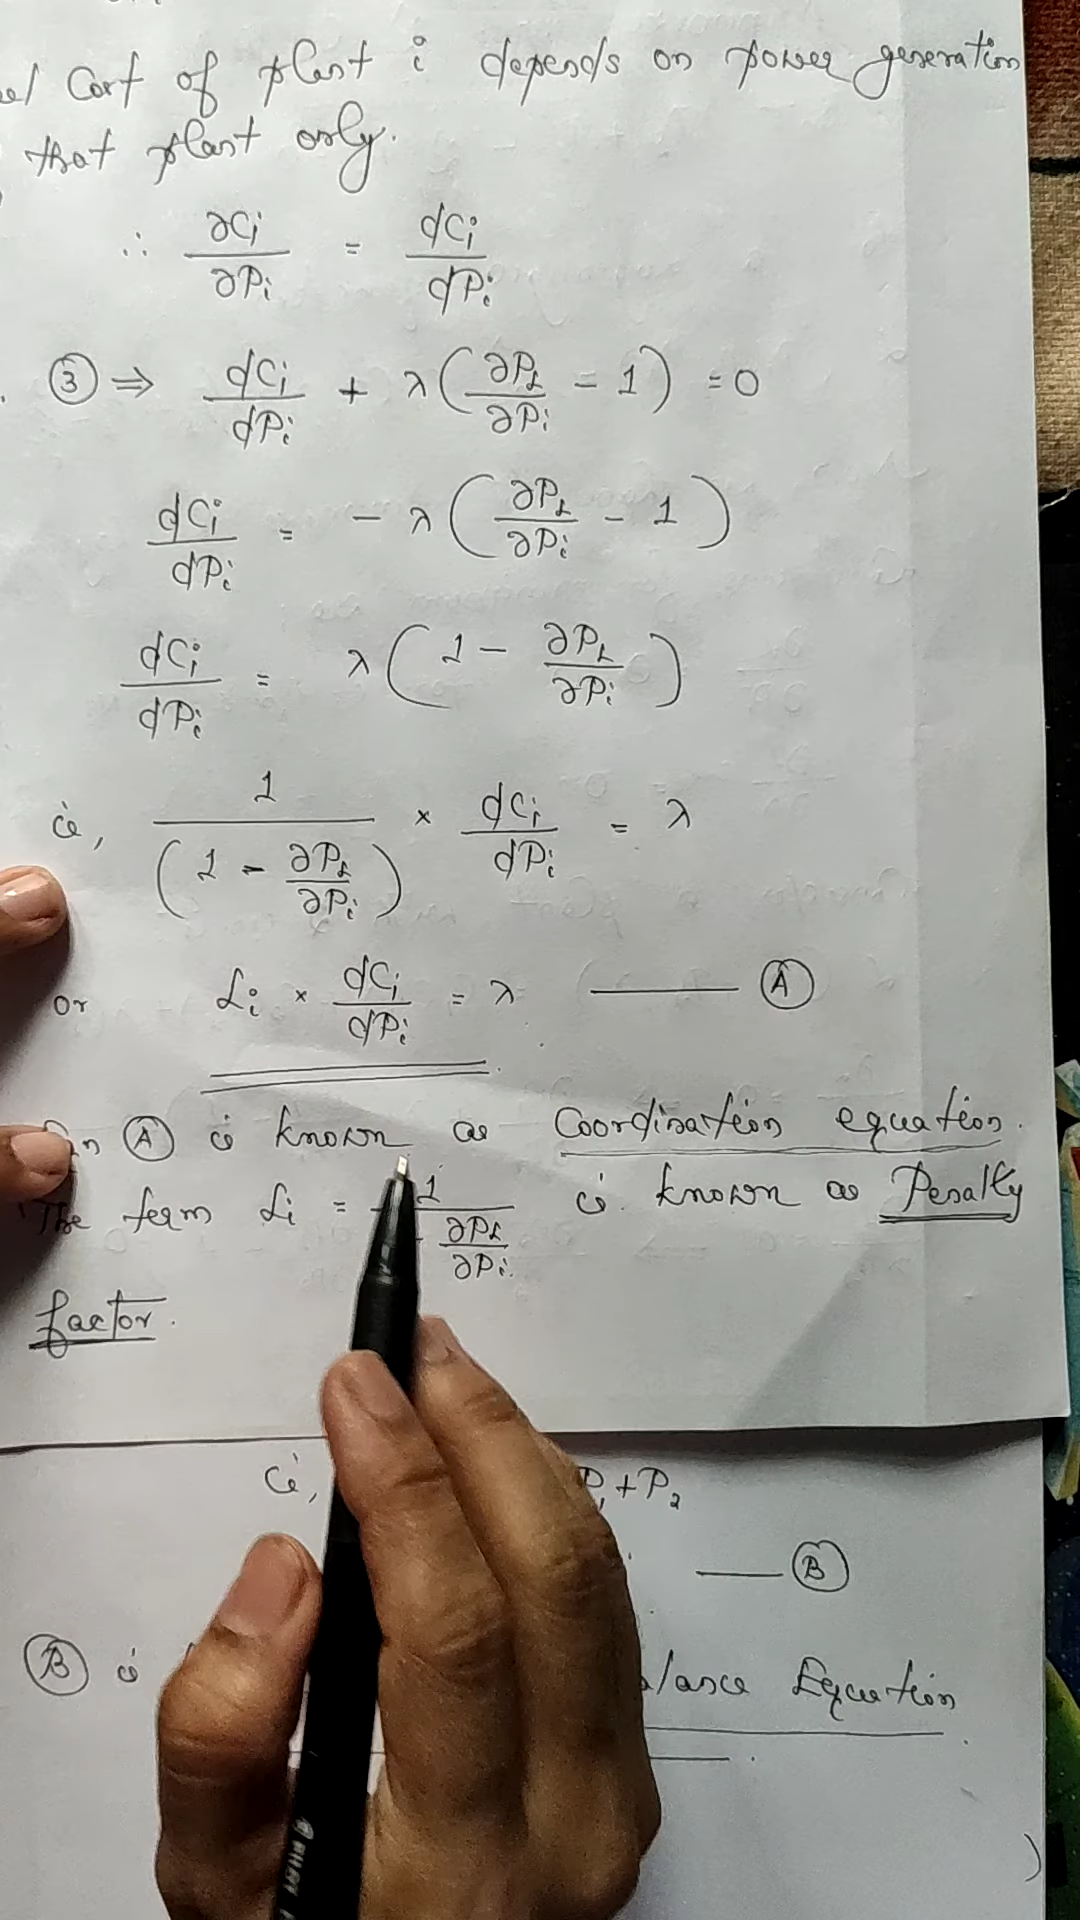 Cost of plant i depends on power generation
that plant only.
∴ ∂Ci/∂Pi = dCi/dPi
③ ⇒ dCi/dPi + λ(∂PL/∂Pi - 1) = 0
dCi/dPi = - λ(∂PL/∂Pi - 1)
dCi/dPi = λ(1 - ∂PL/∂Pi)
ie, 1/(1 - ∂PL/∂Pi) × dCi/dPi = λ
or Li × dCi/dPi = λ —— Ⓐ
Ⓐ is known as Coordination equation.
The term Li = 1/ - ∂PL/∂Pi is known as Penalty
factor.
ie, P1 + P2
—— Ⓑ
Ⓑ is Equation